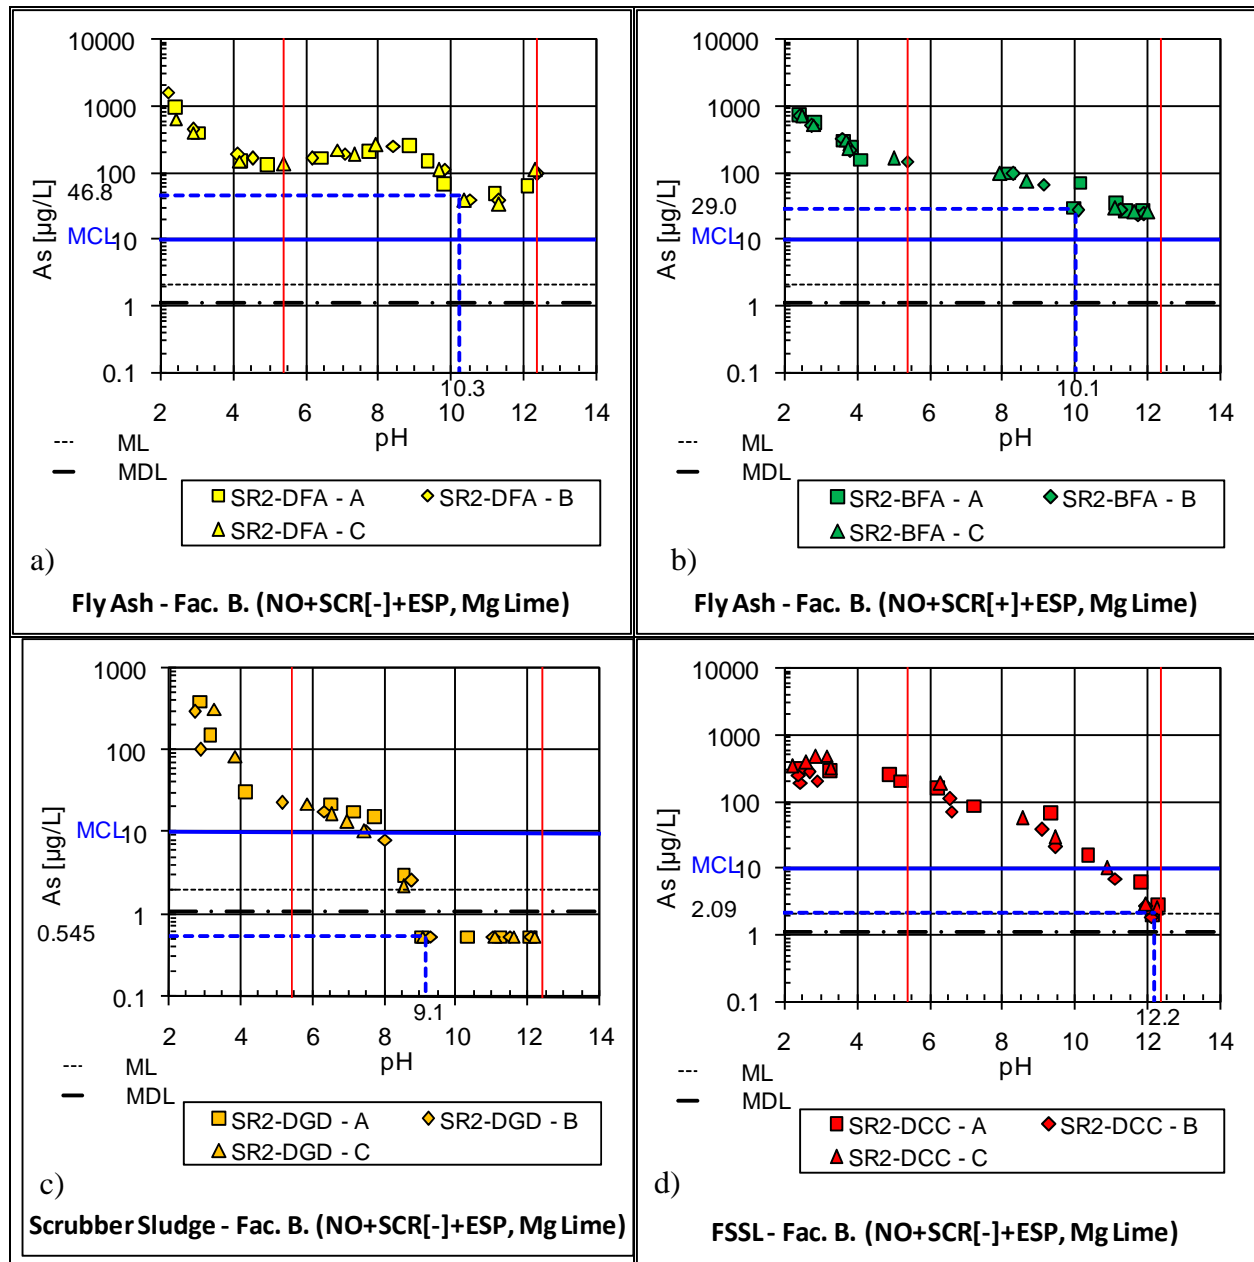 10000
1000
100
46.8
MCL
10
1
0.1
As [µg/L]
10.3
2 4 6 8 10 12 14
pH
ML
MDL
SR2-DFA - A SR2-DFA - B
SR2-DFA - C
a)
Fly Ash - Fac. B. (NO+SCR[-]+ESP, Mg Lime)
10000
1000
100
29.0
MCL
10
1
0.1
As [µg/L]
10.1
2 4 6 8 10 12 14
pH
ML
MDL
SR2-BFA - A SR2-BFA - B
SR2-BFA - C
b)
Fly Ash - Fac. B. (NO+SCR[+]+ESP, Mg Lime)
1000
100
MCL
10
1
0.545
0.1
As [µg/L]
9.1
2 4 6 8 10 12 14
pH
ML
MDL
SR2-DGD - A SR2-DGD - B
SR2-DGD - C
c)
Scrubber Sludge - Fac. B. (NO+SCR[-]+ESP, Mg Lime)
10000
1000
100
MCL
10
2.09
1
0.1
As [µg/L]
12.2
2 4 6 8 10 12 14
pH
ML
MDL
SR2-DCC - A SR2-DCC - B
SR2-DCC - C
d)
FSSL - Fac. B. (NO+SCR[-]+ESP, Mg Lime)